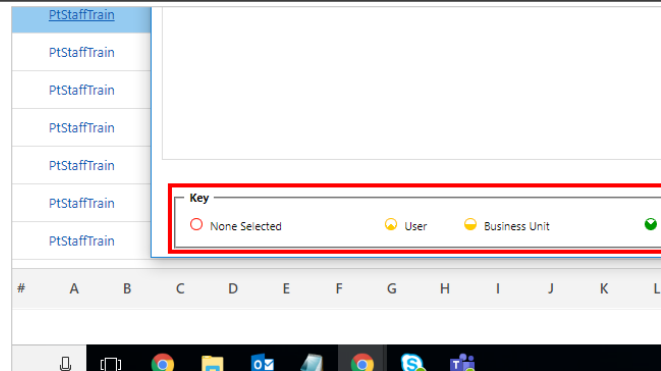 PtStaffTrain
PtStaffTrain
PtStaffTrain
PtStaffTrain
PtStaffTrain
PtStaffTrain
PtStaffTrain
Key
None Selected User Business Unit
# A B C D E F G H I J K L